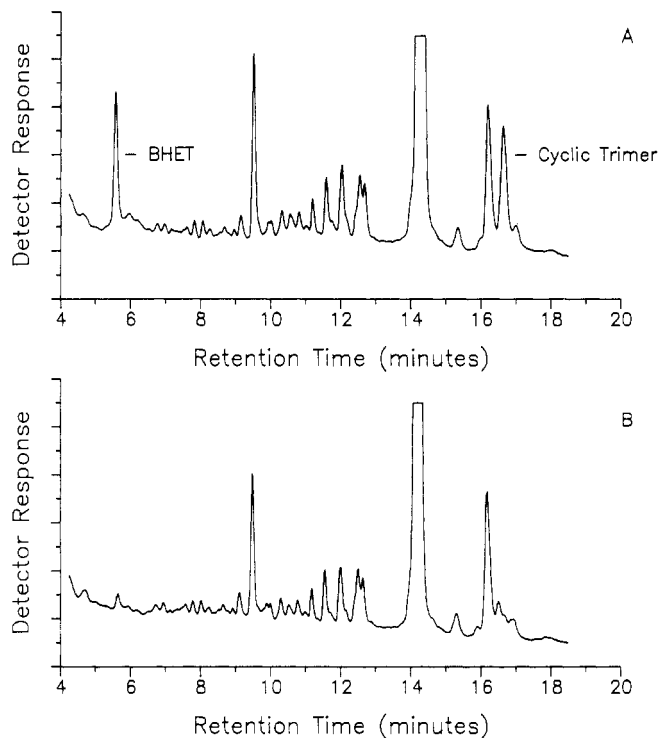 A
Detector Response
BHET
Cyclic Trimer
4 6 8 10 12 14 16 18 20
Retention Time (minutes)
B
Detector Response
4 6 8 10 12 14 16 18 20
Retention Time (minutes)